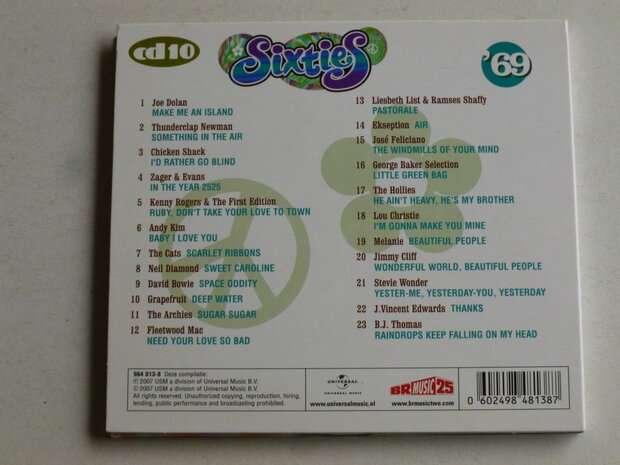 cd10
Sixties
'69
1 Joe Dolan
MAKE ME AN ISLAND
2 Thunderclap Newman
SOMETHING IN THE AIR
3 Chicken Shack
I'D RATHER GO BLIND
4 Zager & Evans
IN THE YEAR 2525
5 Kenny Rogers & The First Edition
RUBY, DON'T TAKE YOUR LOVE TO TOWN
6 Andy Kim
BABY I LOVE YOU
7 The Cats SCARLET RIBBONS
8 Neil Diamond SWEET CAROLINE
9 David Bowie SPACE ODDITY
10 Grapefruit DEEP WATER
11 The Archies SUGAR SUGAR
12 Fleetwood Mac
NEED YOUR LOVE SO BAD
13 Liesbeth List & Ramses Shaffy
PASTORALE
14 Ekseption AIR
15 José Feliciano
THE WINDMILLS OF YOUR MIND
16 George Baker Selection
LITTLE GREEN BAG
17 The Hollies
HE AIN'T HEAVY, HE'S MY BROTHER
18 Lou Christie
I'M GONNA MAKE YOU MINE
19 Melanie BEAUTIFUL PEOPLE
20 Jimmy Cliff
WONDERFUL WORLD, BEAUTIFUL PEOPLE
21 Stevie Wonder
YESTER-ME, YESTER-YOU, YESTERDAY
22 J.Vincent Edwards THANKS
23 B.J. Thomas
RAINDROPS KEEP FALLING ON MY HEAD
984 813-8 Deze compilatie:
℗ 2007 USM a division of Universal Music B.V.
© 2007 USM a division of Universal Music B.V.
All rights reserved. Unauthorized copying, reproduction, hiring,
lending, public performance and broadcasting prohibited.
UNIVERSAL
UNIVERSAL MUSIC
www.universalmusic.nl
BR MUSIC 25
www.brmusictwo.com
0 602498 481387